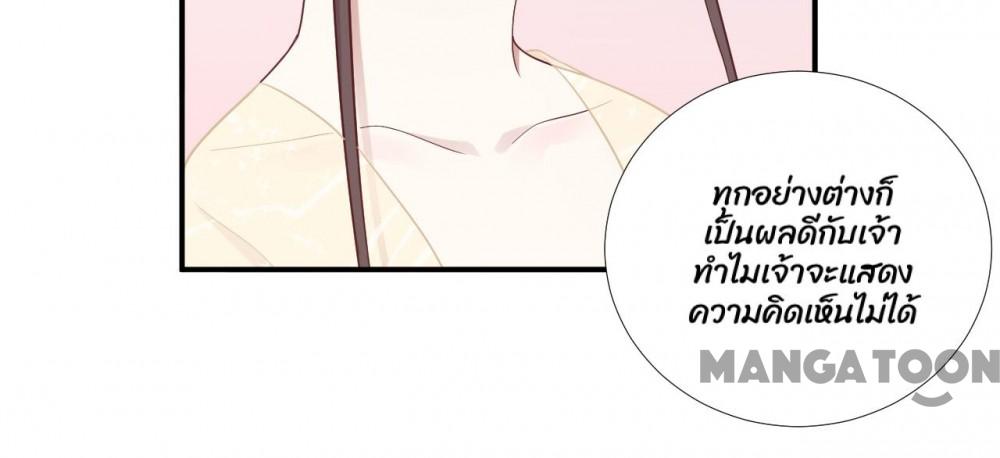 ทุกอย่างต่างก็
เป็นผลดีกับเจ้า
ทำไมเจ้าจะแสดง
ความคิดเห็นไม่ได้
MANGATOON